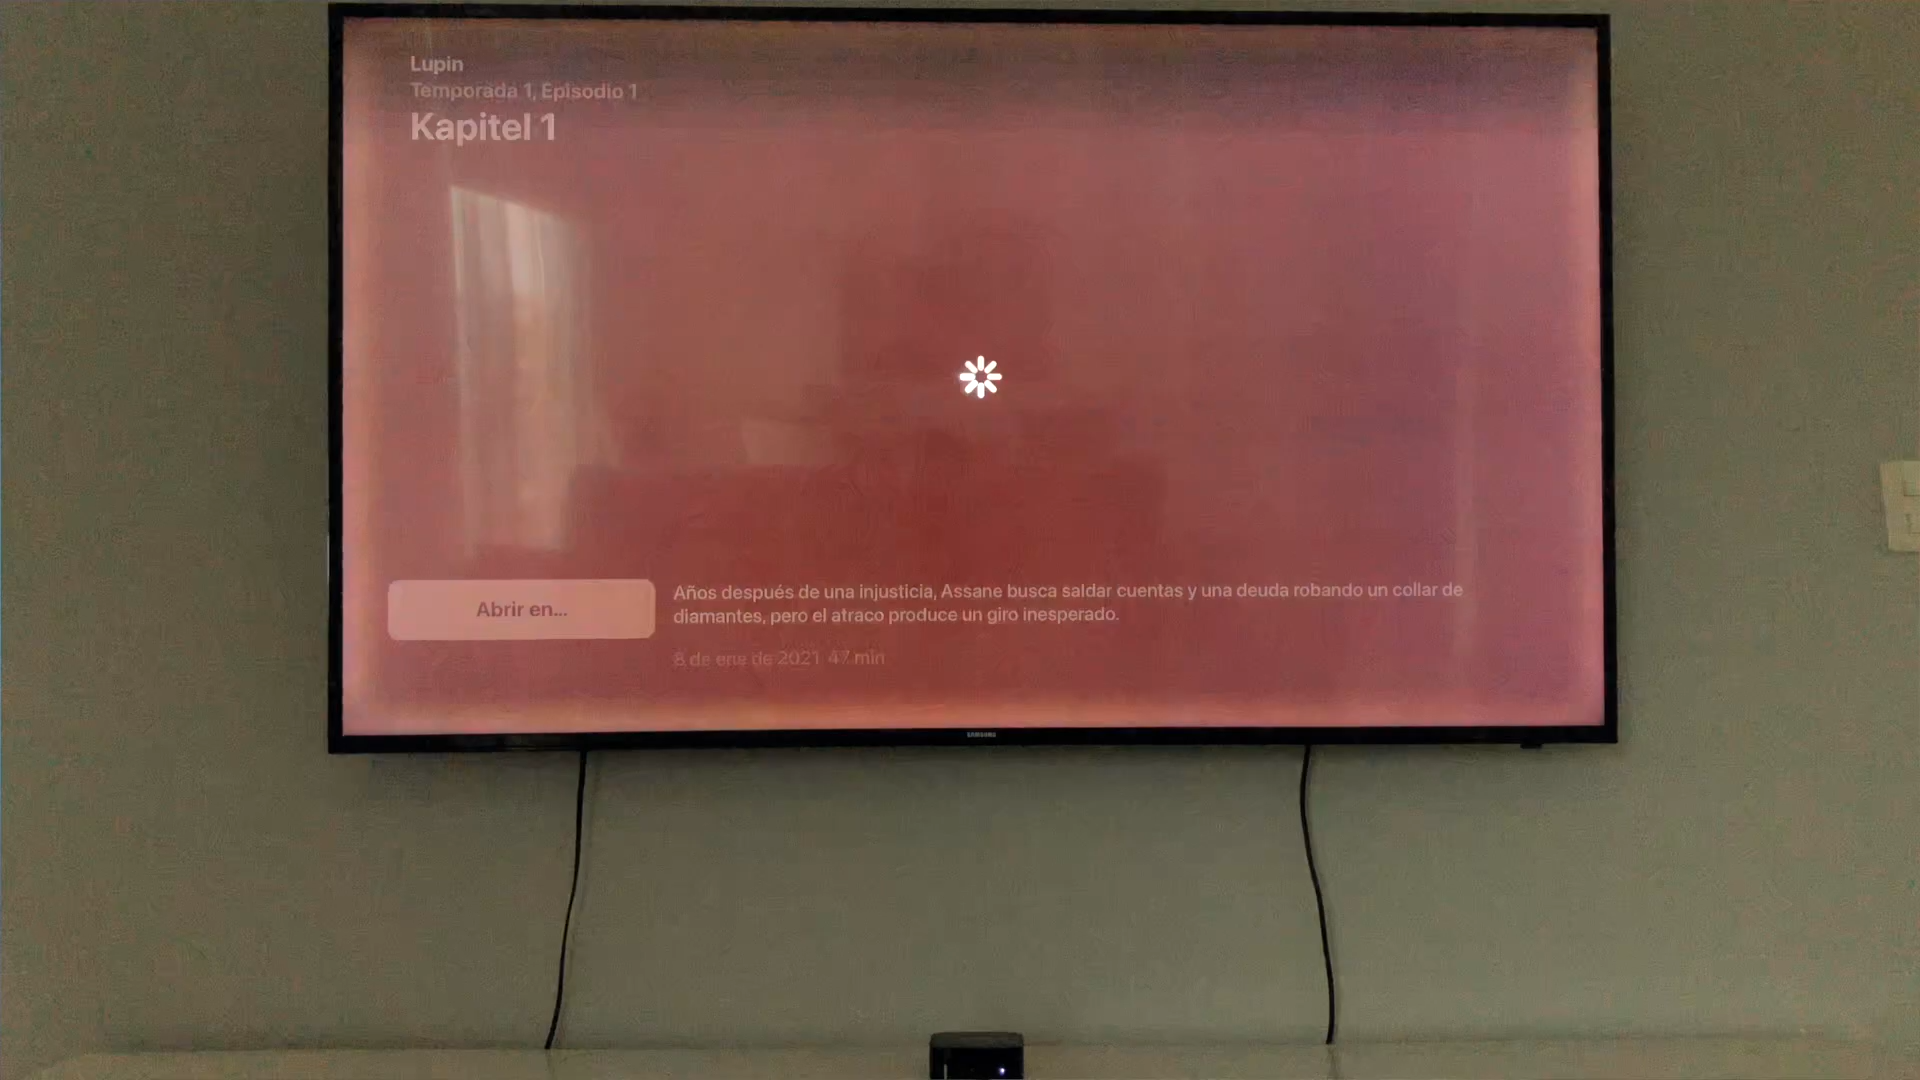 Lupin
Temporada 1, Episodio 1
Kapitel 1
Abrir en...
Años después de una injusticia, Assane busca saldar cuentas y una deuda robando un collar de
diamantes, pero el atraco produce un giro inesperado.
8 de ene de 2021 47 min
SAMSUNG